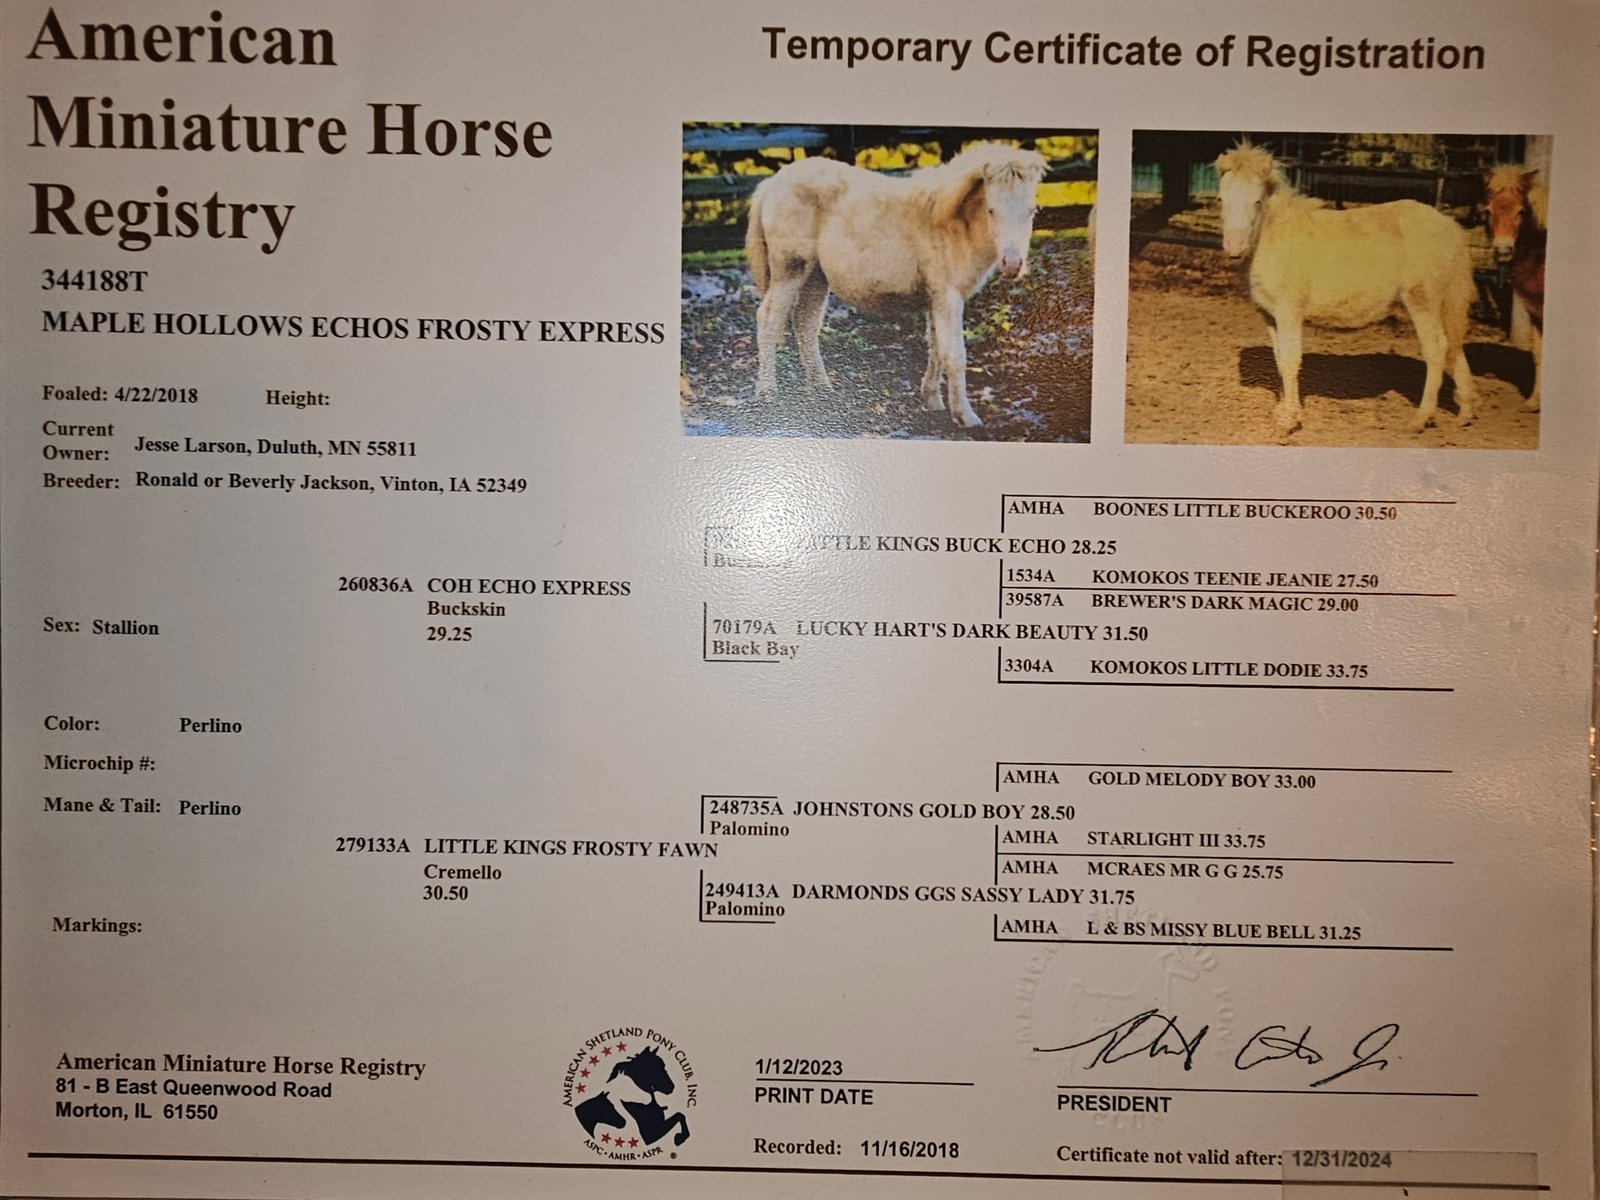 American
Miniature Horse
Registry
Temporary Certificate of Registration
344188T
MAPLE HOLLOWS ECHOS FROSTY EXPRESS
Foaled: 4/22/2018 Height:
Current
Owner: Jesse Larson, Duluth, MN 55811
Breeder: Ronald or Beverly Jackson, Vinton, IA 52349
AMHA BOONES LITTLE BUCKEROO 30.50
KINGS BUCK ECHO 28.25
1534A KOMOKOS TEENIE JEANIE 27.50
260836A COH ECHO EXPRESS
Buckskin
29.25
39587A BREWER'S DARK MAGIC 29.00
Sex: Stallion
70179A LUCKY HART'S DARK BEAUTY 31.50
Black Bay
3304A KOMOKOS LITTLE DODIE 33.75
Color: Perlino
Microchip #:
Mane & Tail: Perlino
AMHA GOLD MELODY BOY 33.00
248735A JOHNSTONS GOLD BOY 28.50
Palomino
AMHA STARLIGHT III 33.75
279133A LITTLE KINGS FROSTY FAWN
Cremello
30.50
AMHA MCRAES MR G G 25.75
249413A DARMONDS GGS SASSY LADY 31.75
Palomino
AMHA L & BS MISSY BLUE BELL 31.25
Markings:
American Miniature Horse Registry
81 - B East Queenwood Road
Morton, IL 61550
AMERICAN SHETLAND PONY CLUB, INC.
ASPC · AMHR · ASPR ®
1/12/2023
PRINT DATE
Recorded: 11/16/2018
PRESIDENT
Certificate not valid after: 12/31/2024